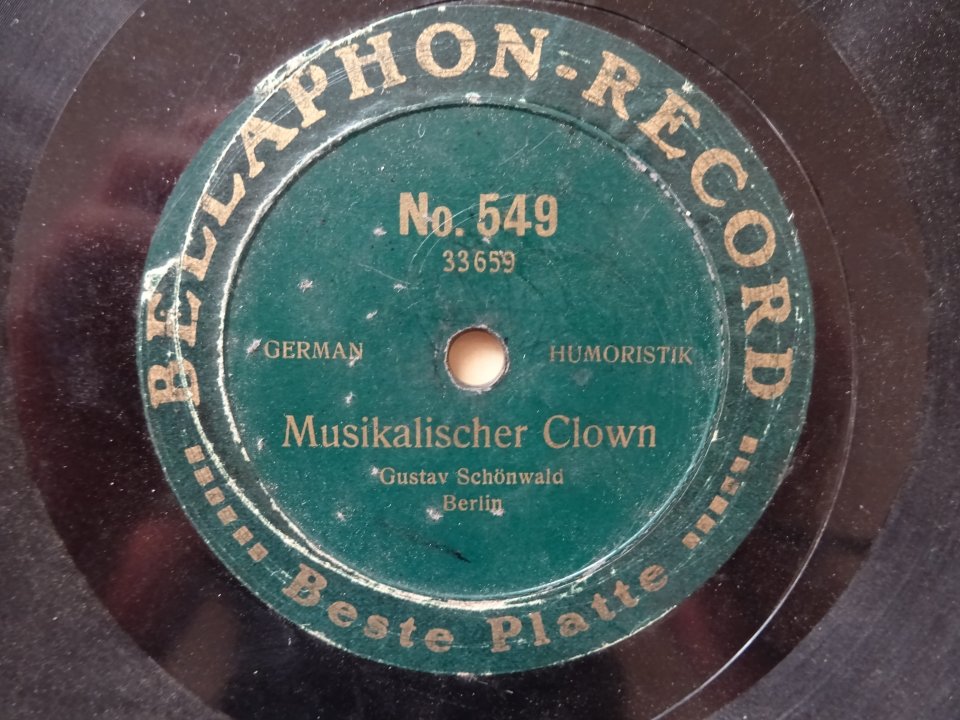 BELLAPHON-RECORD
No. 549
33659
GERMAN HUMORISTIK
Musikalischer Clown
Gustav Schönwald
Berlin
Beste Platte